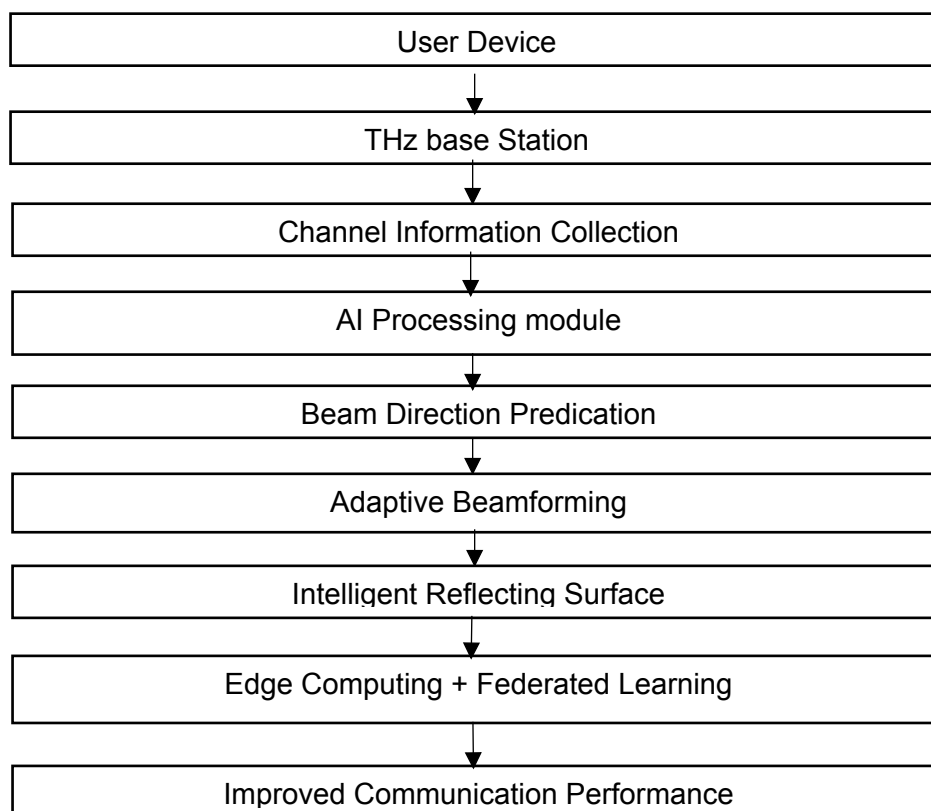 User Device
THz base Station
Channel Information Collection
AI Processing module
Beam Direction Predication
Adaptive Beamforming
Intelligent Reflecting Surface
Edge Computing + Federated Learning
Improved Communication Performance